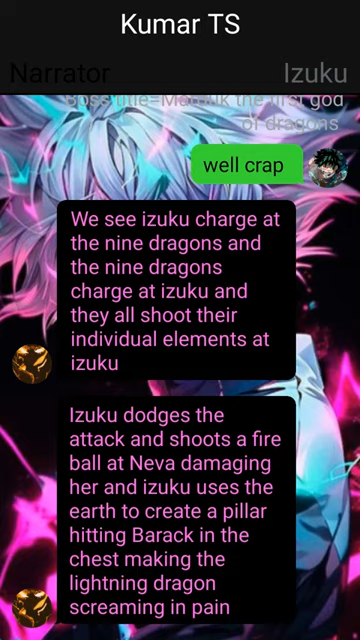 Kumar TS
Narrator
Izuku
Boss title=Metouk the first god
of dragons
well crap
We see izuku charge at
the nine dragons and
the nine dragons
charge at izuku and
they all shoot their
individual elements at
izuku
Izuku dodges the
attack and shoots a fire
ball at Neva damaging
her and izuku uses the
earth to create a pillar
hitting Barack in the
chest making the
lightning dragon
screaming in pain